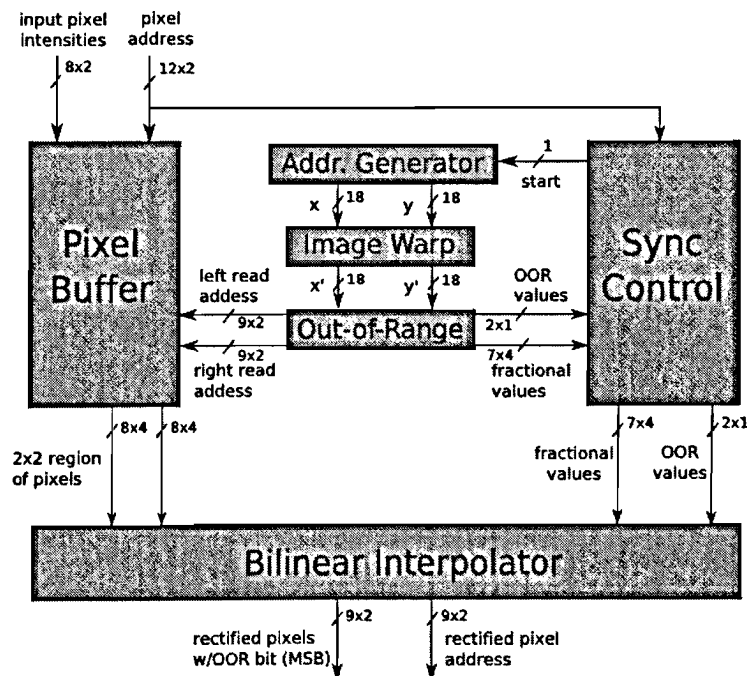 input pixel
intensities
pixel
address
8x2
12x2
Addr. Generator
1
start
x
18
y
18
Pixel
Buffer
Image Warp
Sync
Control
left read
addess
x'
18
y'
18
OOR
values
9x2
Out-of-Range
2x1
9x2
7x4
right read
addess
fractional
values
8x4
8x4
7x4
2x1
2x2 region
of pixels
fractional
values
OOR
values
Bilinear Interpolator
9x2
9x2
rectified pixels
w/OOR bit (MSB)
rectified pixel
address